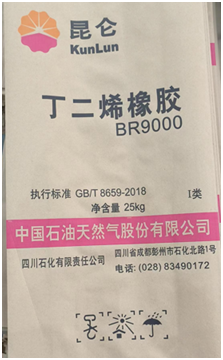 昆仑
KunLun
丁二烯橡胶
BR9000
执行标准 GB/T 8659-2018 I类
净含量 25kg
中国石油天然气股份有限公司
四川石化有限责任公司
四川省成都彭州市石化北路1号
电话: (028) 83490172